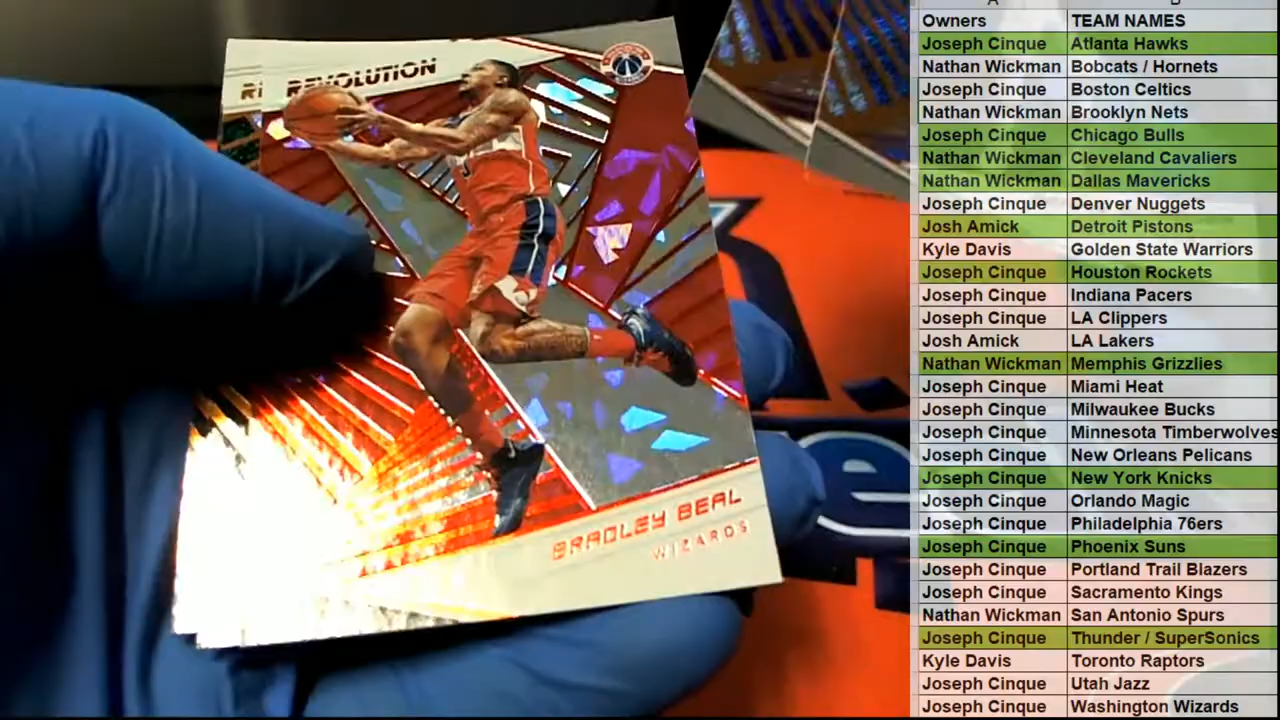 A
REVOLUTION
BRADLEY BEAL
WIZARDS
e
Owners TEAM NAMES
Joseph Cinque Atlanta Hawks
Nathan Wickman Bobcats / Hornets
Joseph Cinque Boston Celtics
Nathan Wickman Brooklyn Nets
Joseph Cinque Chicago Bulls
Nathan Wickman Cleveland Cavaliers
Nathan Wickman Dallas Mavericks
Joseph Cinque Denver Nuggets
Josh Amick Detroit Pistons
Kyle Davis Golden State Warriors
Joseph Cinque Houston Rockets
Joseph Cinque Indiana Pacers
Joseph Cinque LA Clippers
Josh Amick LA Lakers
Nathan Wickman Memphis Grizzlies
Joseph Cinque Miami Heat
Joseph Cinque Milwaukee Bucks
Joseph Cinque Minnesota Timberwolves
Joseph Cinque New Orleans Pelicans
Joseph Cinque New York Knicks
Joseph Cinque Orlando Magic
Joseph Cinque Philadelphia 76ers
Joseph Cinque Phoenix Suns
Joseph Cinque Portland Trail Blazers
Joseph Cinque Sacramento Kings
Nathan Wickman San Antonio Spurs
Joseph Cinque Thunder / SuperSonics
Kyle Davis Toronto Raptors
Joseph Cinque Utah Jazz
Joseph Cinque Washington Wizards